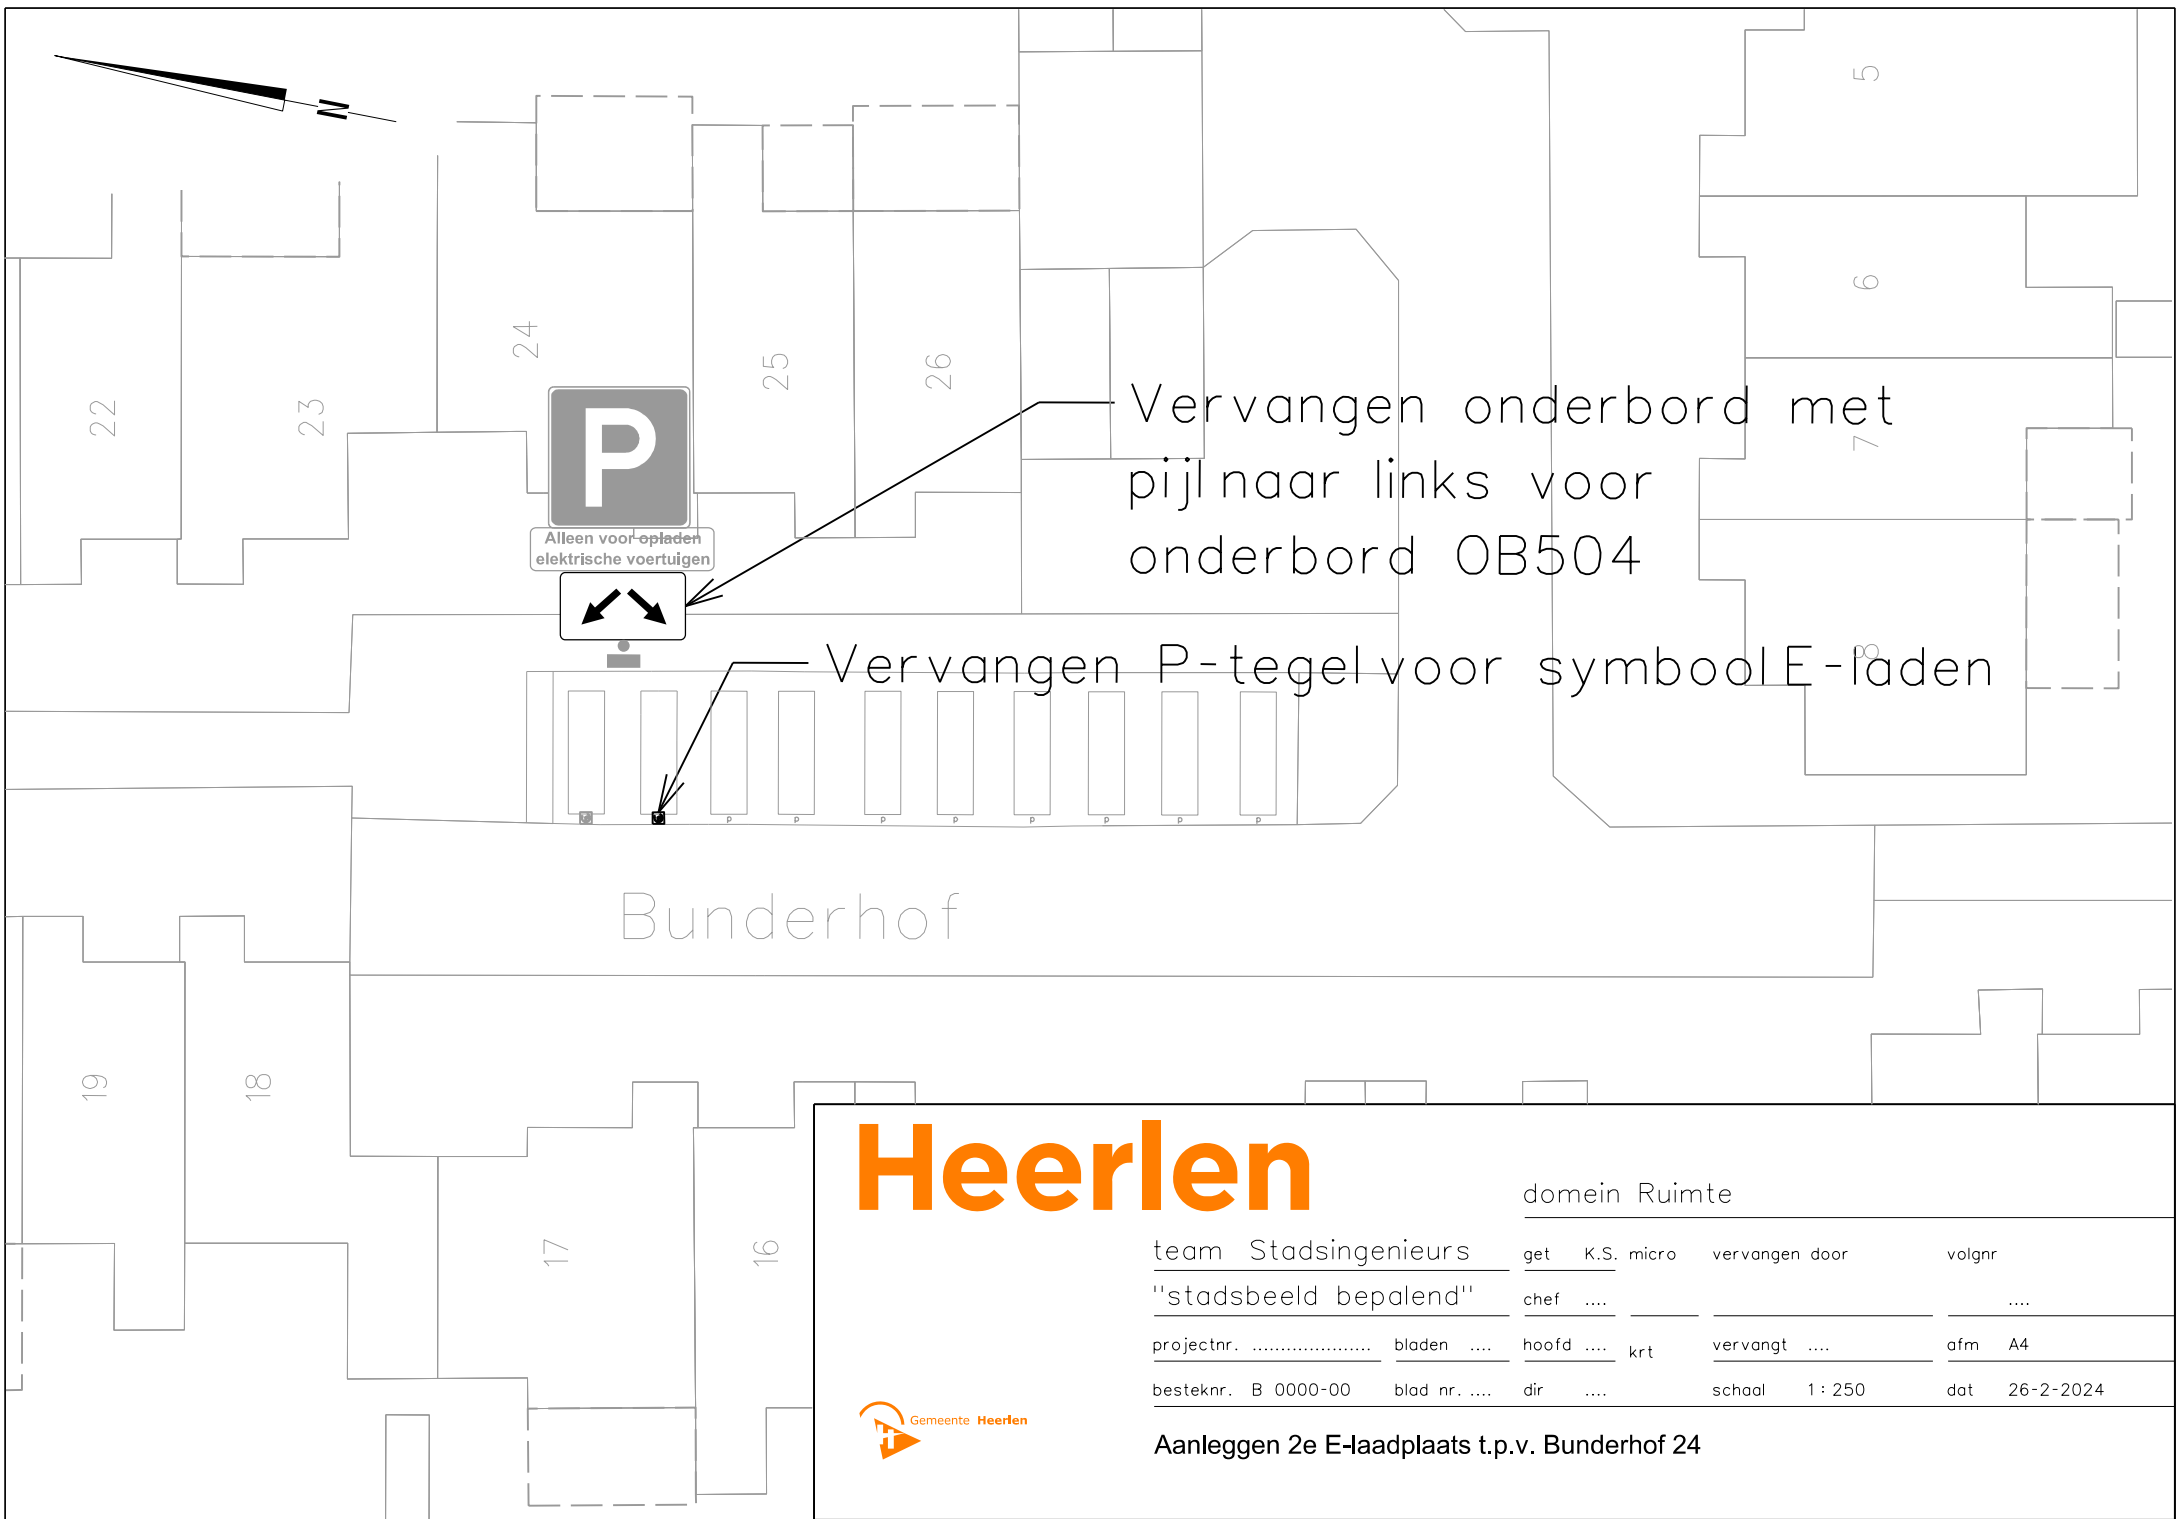 N
5
6
7
8
22
23
24
25
26
P
Alleen voor opladen
elektrische voertuigen
Vervangen onderbord met
pijl naar links voor
onderbord OB504
Vervangen P-tegel voor symbool E-laden
P P P P P P P P
Bunderhof
19
18
17
16
Heerlen
domein Ruimte
team Stadsingenieurs
get K.S. micro vervangen door volgnr
"stadsbeeld bepalend"
chef .... ....
projectnr. ..................... bladen .... hoofd .... krt vervangt .... afm A4
besteknr. B 0000-00 blad nr. .... dir .... schaal 1:250 dat 26-2-2024
H
Gemeente Heerlen
Aanleggen 2e E-laadplaats t.p.v. Bunderhof 24